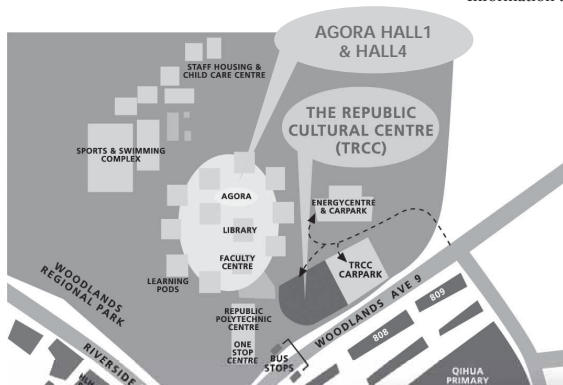 AGORA HALL1
& HALL4
STAFF HOUSING &
CHILD CARE CENTRE
THE REPUBLIC
CULTURAL CENTRE
(TRCC)
SPORTS & SWIMMING
COMPLEX
AGORA
ENERGYCENTRE
& CARPARK
LIBRARY
FACULTY
CENTRE
TRCC
CARPARK
LEARNING
PODS
WOODLANDS
REGIONAL PARK
REPUBLIC
POLYTECHNIC
CENTRE
ONE
STOP
CENTRE
BUS
STOPS
WOODLANDS AVE 9
809
808
RIVERSIDE
QIHUA
PRIMARY